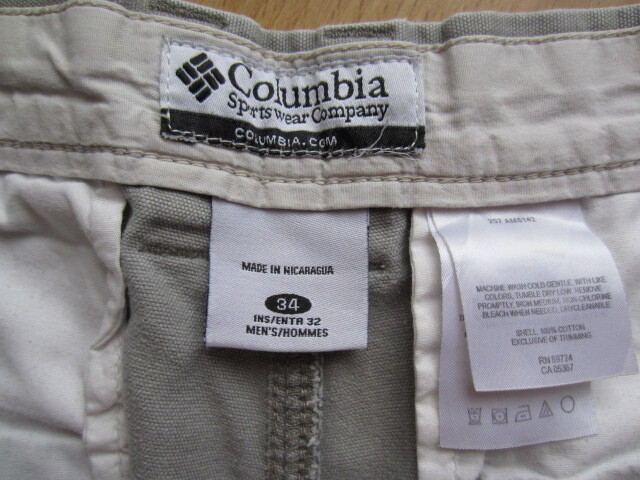 Columbia
Sportswear Company
COLUMBIA.COM
MADE IN NICARAGUA
34
INS/ENTR 32
MEN'S/HOMMES
MACHINE WASH COLD GENTLE, WITH LIKE
COLORS, TUMBLE DRY LOW, REMOVE
PROMPTLY, IRON MEDIUM, NON-CHLORINE
BLEACH WHEN NEEDED, DRYCLEANABLE
SHELL: 100% COTTON
EXCLUSIVE OF TRIMMING
RN 69724
CA 05367